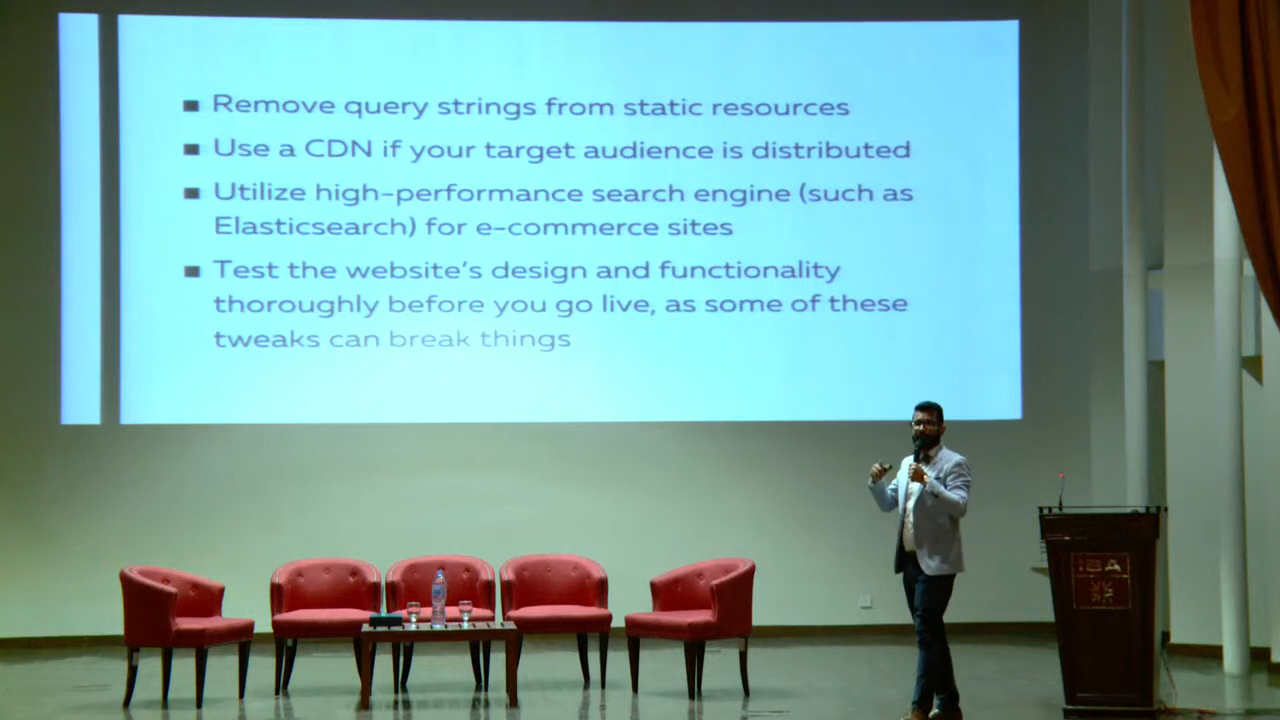 Remove query strings from static resources
Use a CDN if your target audience is distributed
Utilize high-performance search engine (such as
Elasticsearch) for e-commerce sites
Test the website's design and functionality
thoroughly before you go live, as some of these
tweaks can break things
IBA